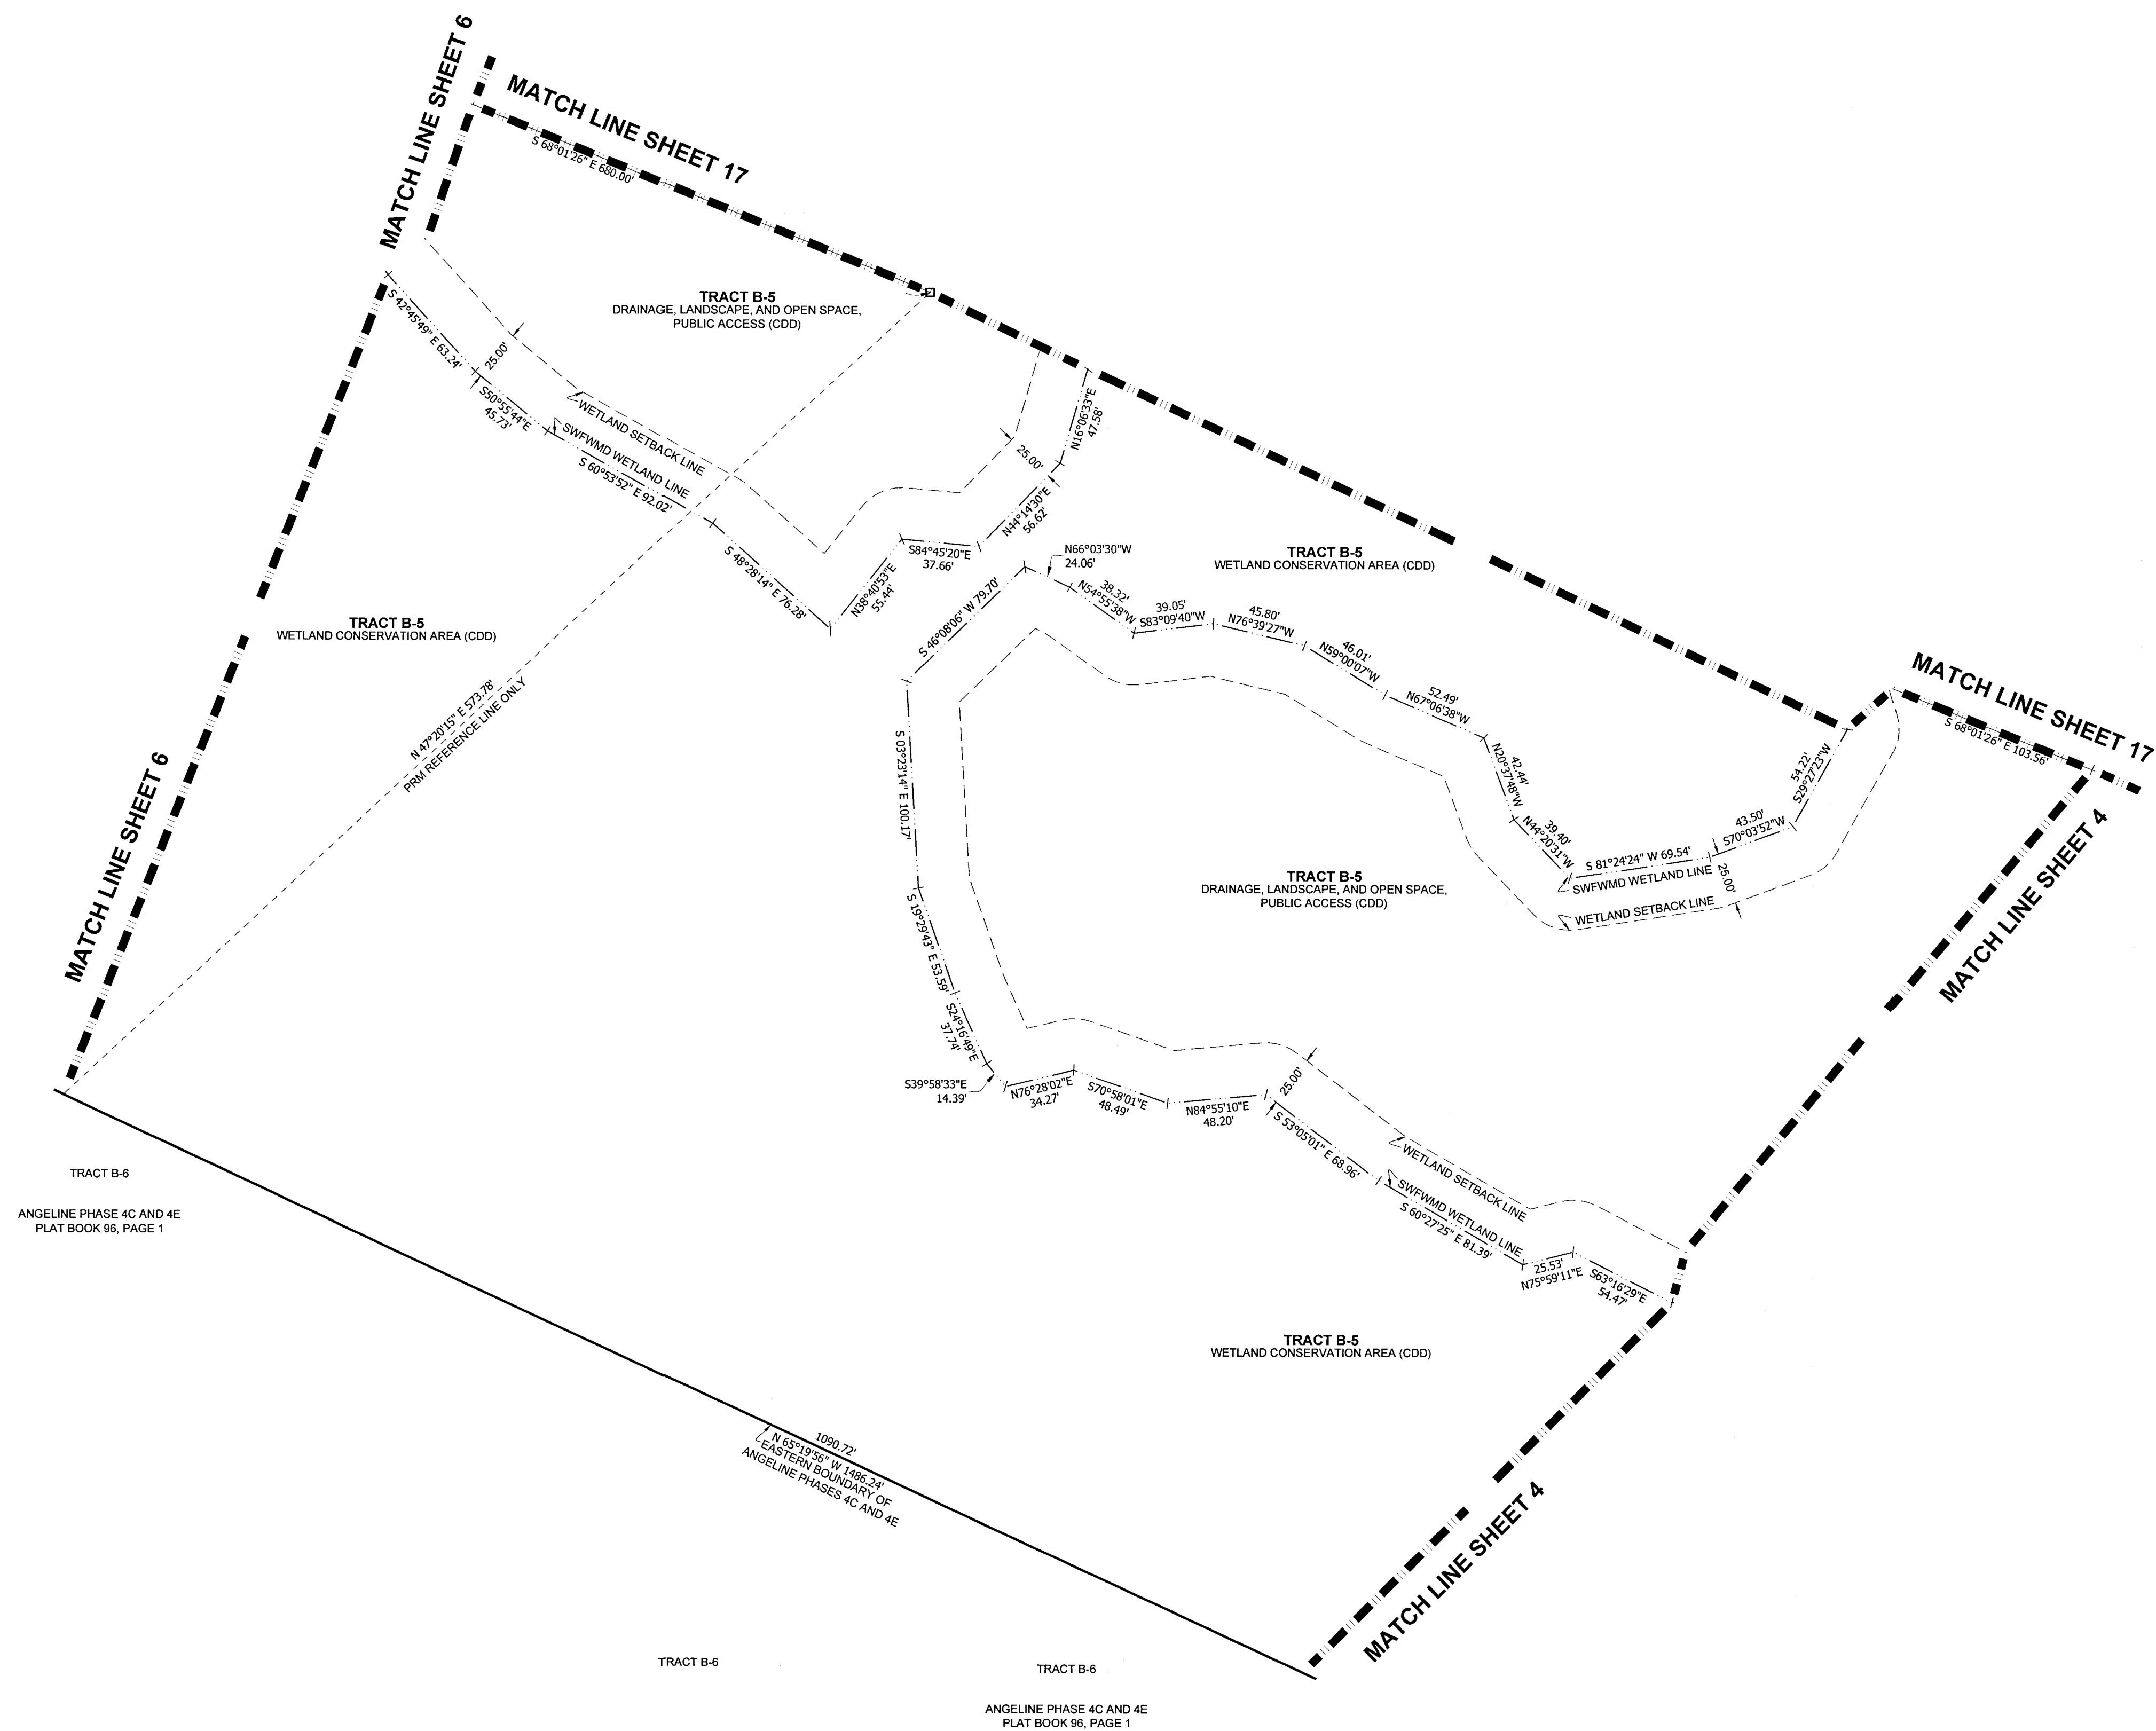 MATCH LINE SHEET 6
MATCH LINE SHEET 17
S 68°01'26" E 680.00'
TRACT B-5
DRAINAGE, LANDSCAPE, AND OPEN SPACE,
PUBLIC ACCESS (CDD)
S 42°45'49" E 63.24'
25.00'
S50°55'44"E
45.73'
WETLAND SETBACK LINE
SWFWMD WETLAND LINE
S 60°53'52" E 92.02'
S 48°28'14" E 76.28'
N38°40'53"E
55.44'
S84°45'20"E
37.66'
N44°14'30"E
56.62'
25.00'
N16°06'33"E
47.58'
TRACT B-5
WETLAND CONSERVATION AREA (CDD)
N 47°20'15" E 573.78'
PRM REFERENCE LINE ONLY
MATCH LINE SHEET 6
TRACT B-5
WETLAND CONSERVATION AREA (CDD)
N66°03'30"W
24.06'
38.32'
N54°55'38"W
39.05'
S83°09'40"W
45.80'
N76°39'27"W
46.01'
N59°00'07"W
52.49'
N67°06'38"W
42.44'
N20°37'48"W
39.40'
N44°20'31"W
S 81°24'24" W 69.54'
SWFWMD WETLAND LINE
WETLAND SETBACK LINE
43.50'
S70°03'52"W
25.00'
54.22'
S29°27'23"W
MATCH LINE SHEET 17
S 68°01'26" E 103.56'
MATCH LINE SHEET 4
S 46°08'06" W 79.70'
S 03°23'14" E 100.17'
TRACT B-5
DRAINAGE, LANDSCAPE, AND OPEN SPACE,
PUBLIC ACCESS (CDD)
S 19°29'43" E 53.59'
S24°16'49"E
37.74'
S39°58'33"E
14.39'
N76°28'02"E
34.27'
S70°58'01"E
48.49'
N84°55'10"E
48.20'
25.00'
S 53°05'01" E 68.96'
WETLAND SETBACK LINE
SWFWMD WETLAND LINE
S 60°27'25" E 81.39'
25.53'
N75°59'11"E
S63°16'29"E
54.47'
TRACT B-5
WETLAND CONSERVATION AREA (CDD)
TRACT B-6
ANGELINE PHASE 4C AND 4E
PLAT BOOK 96, PAGE 1
1090.72'
N 65°19'56" W 1486.24'
EASTERN BOUNDARY OF
ANGELINE PHASES 4C AND 4E
MATCH LINE SHEET 4
TRACT B-6
TRACT B-6
ANGELINE PHASE 4C AND 4E
PLAT BOOK 96, PAGE 1